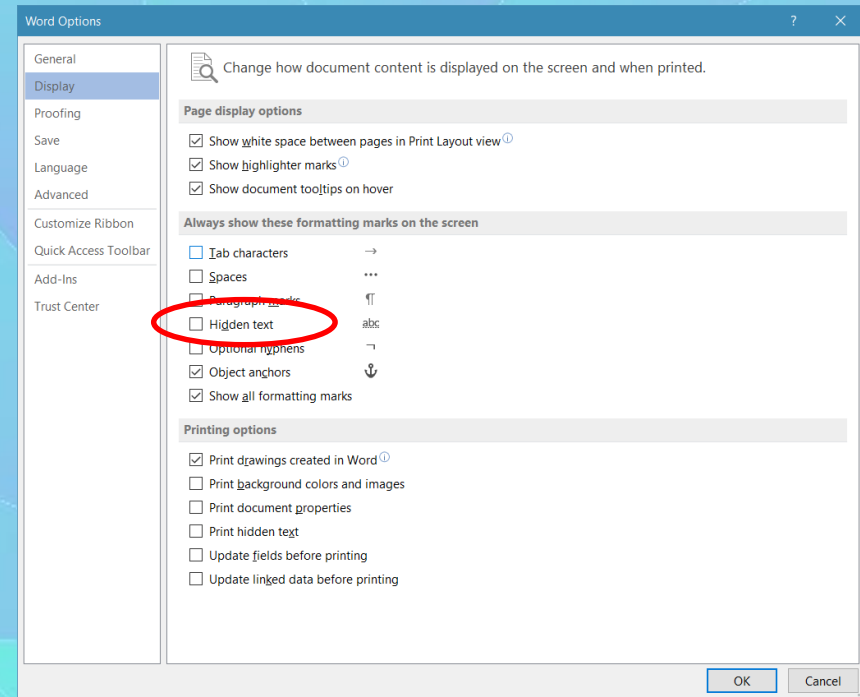 Word Options
General
Display
Proofing
Save
Language
Advanced
Customize Ribbon
Quick Access Toolbar
Add-Ins
Trust Center
Change how document content is displayed on the screen and when printed.
Page display options
Show white space between pages in Print Layout view
Show highlighter marks
Show document tooltips on hover
Always show these formatting marks on the screen
Tab characters →
Spaces •••
Paragraph marks ¶
Hidden text abc
Optional hyphens ¬
Object anchors
Show all formatting marks
Printing options
Print drawings created in Word
Print background colors and images
Print document properties
Print hidden text
Update fields before printing
Update linked data before printing
OK Cancel